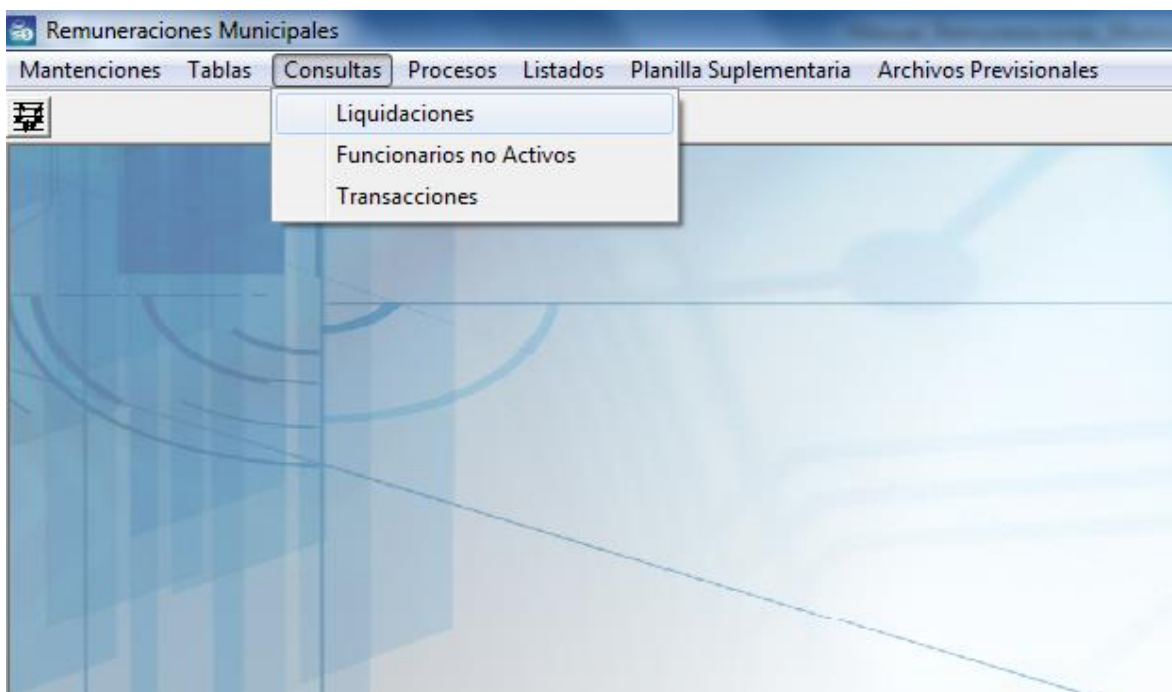 Remuneraciones Municipales
Mantenciones Tablas Consultas Procesos Listados Planilla Suplementaria Archivos Previsionales
Liquidaciones
Funcionarios no Activos
Transacciones